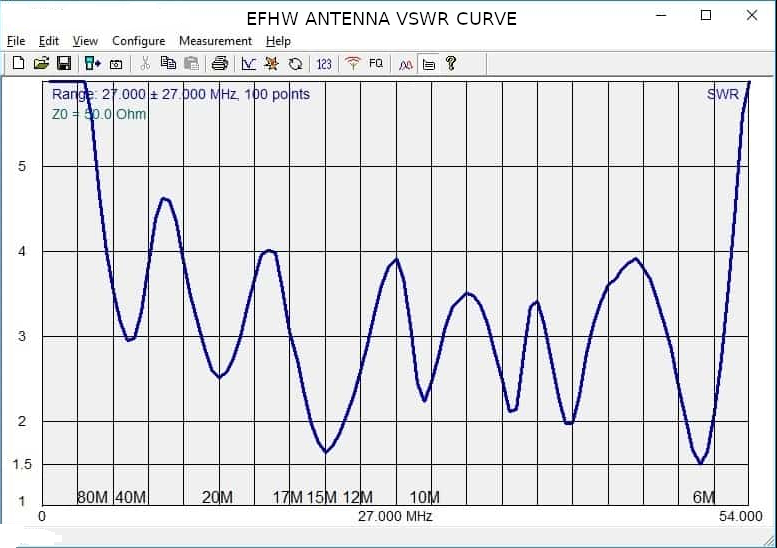 EFHW ANTENNA VSWR CURVE
File Edit View Configure Measurement Help
123 FQ ?
Range: 27.000 ± 27.000 MHz, 100 points SWR
Z0 = 50.0 Ohm
5
4
3
2
1.5
1
80M 40M 20M 17M 15M 12M 10M 6M
0 27.000 MHz 54.000